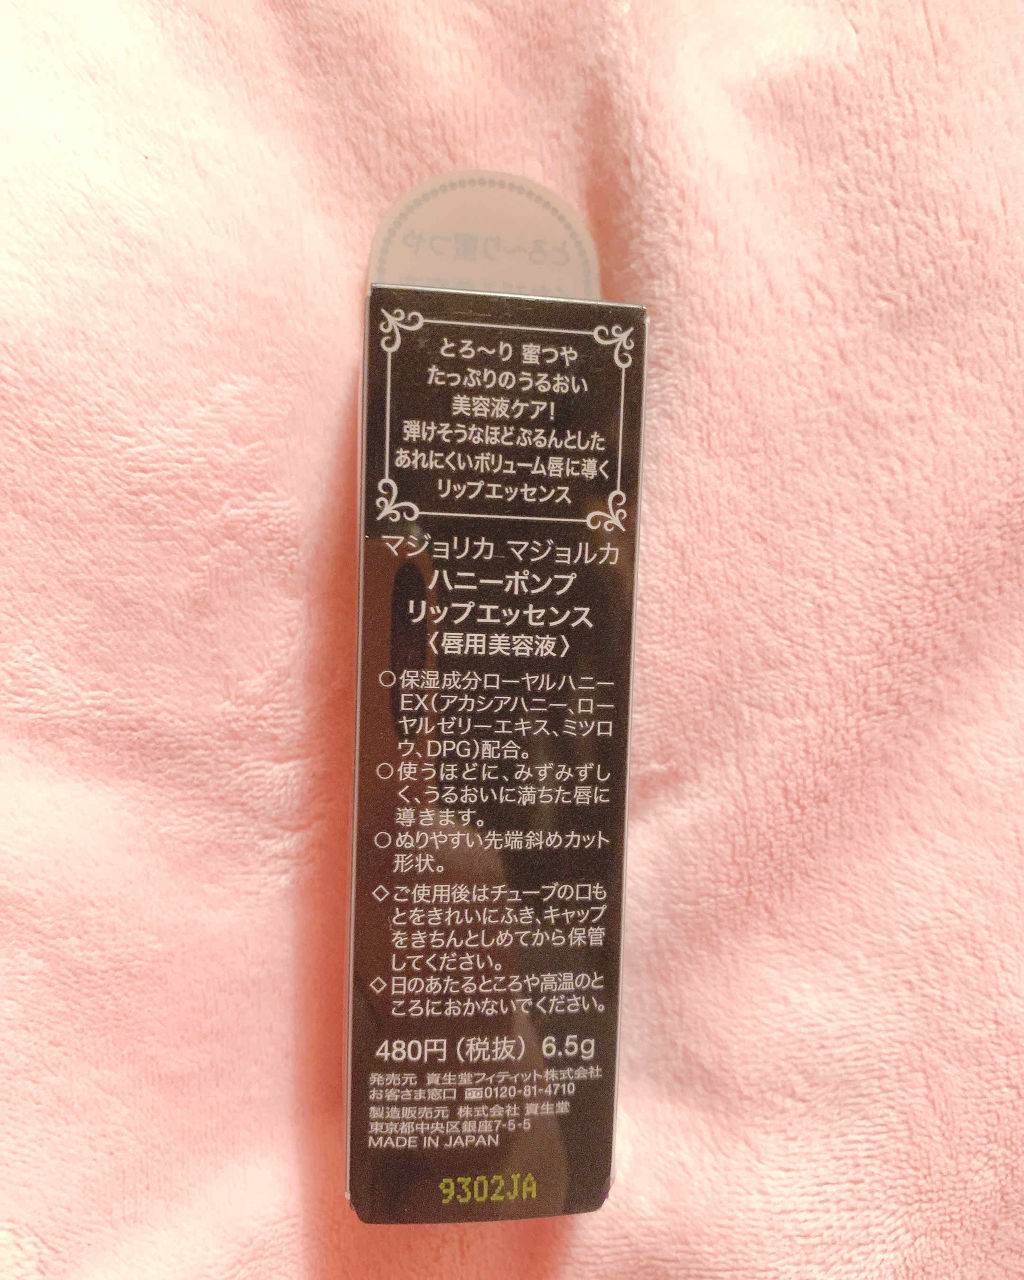 とろ〜り蜜つや
とろ〜り 蜜つや
たっぷりのうるおい
美容液ケア!
弾けそうなほどぷるんとした
あれにくいボリューム唇に導く
リップエッセンス
マジョリカ マジョルカ
ハニーポンプ
リップエッセンス
〈唇用美容液〉
○保湿成分ローヤルハニー
EX(アカシアハニー、ロー
ヤルゼリーエキス、ミツロ
ウ、DPG)配合。
○使うほどに、みずみずし
く、うるおいに満ちた唇に
導きます。
○ぬりやすい先端斜めカット
形状。
◇ご使用後はチューブの口も
とをきれいにふき、キャップ
をきちんとしめてから保管
してください。
◇日のあたるところや高温のと
ころにおかないでください。
480円(税抜) 6.5g
発売元 資生堂フィティット株式会社
お客さま窓口 0120-81-4710
製造販売元 株式会社 資生堂
東京都中央区銀座7-5-5
MADE IN JAPAN
9302JA